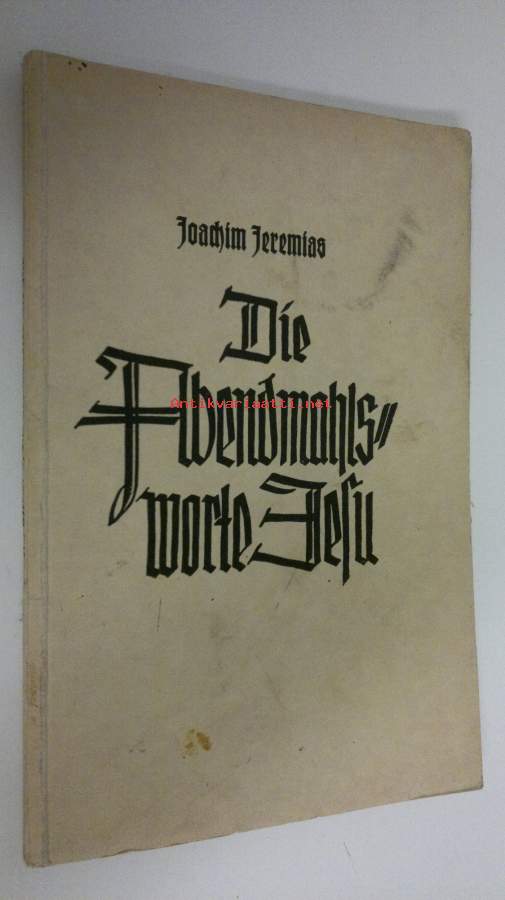 Joachim Jeremias
Die
Abendmahls-
Antikvariaatti.net
worte Jesu